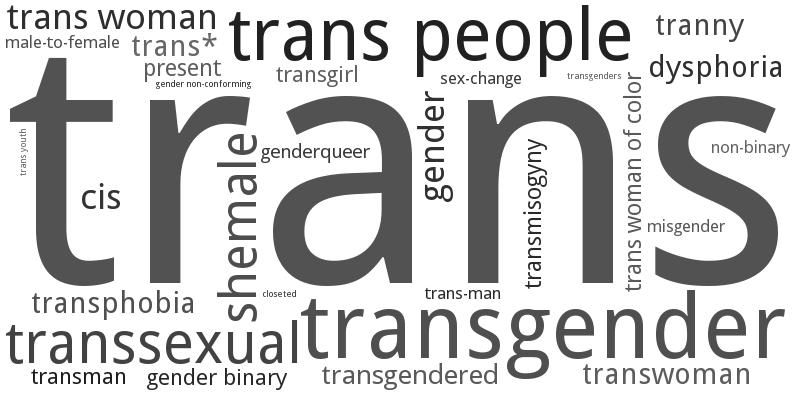 trans woman
trans people
tranny
male-to-female
trans*
present
transgirl
sex-change
transgenders
dysphoria
gender non-conforming
trans
trans youth
cis
shemale
genderqueer
gender
transmisogyny
trans woman of color
non-binary
misgender
transphobia
closeted
trans-man
transgender
transsexual
transman
gender binary
transgendered
transwoman